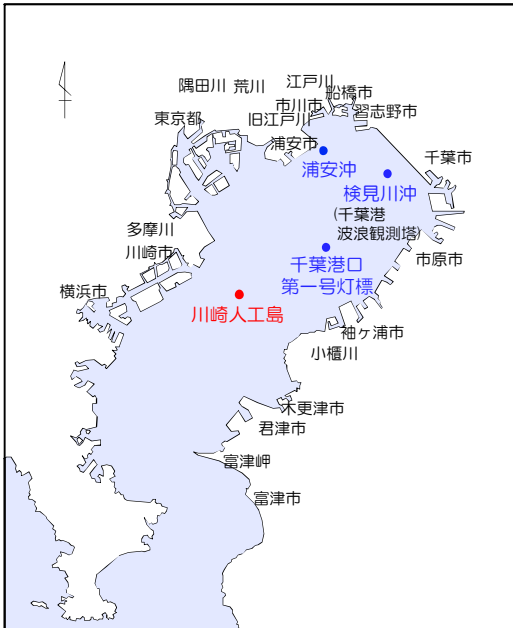 隅田川
荒川
江戸川
船橋市
市川市
習志野市
東京都
旧江戸川
浦安市
浦安沖
千葉市
検見川沖
(千葉港
波浪観測塔)
多摩川
川崎市
千葉港口
第一号灯標
市原市
横浜市
川崎人工島
袖ヶ浦市
小櫃川
木更津市
君津市
富津岬
富津市